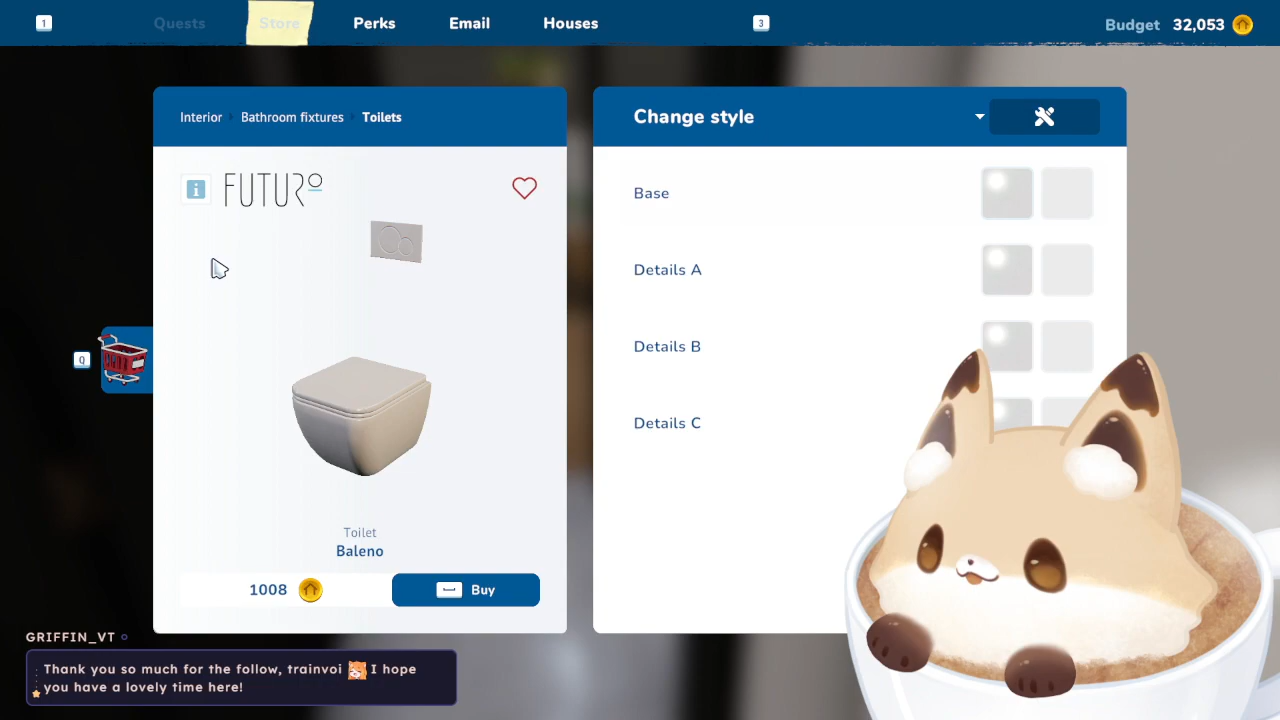 1
Quests
Store
Perks
Email
Houses
3
Budget 32,053
Interior Bathroom fixtures Toilets
Change style
i FUTURO
Base
Details A
Details B
Details C
Q
Toilet
Baleno
1008
Buy
GRIFFIN_VT
Thank you so much for the follow, trainvoi I hope
you have a lovely time here!